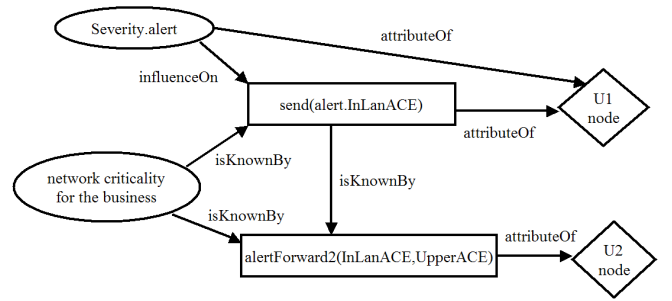 Severity.alert
attributeOf
influenceOn
send(alert.InLanACE)
U1
node
attributeOf
isKnownBy
isKnownBy
network criticality
for the business
isKnownBy
alertForward2(InLanACE,UpperACE)
attributeOf
U2
node